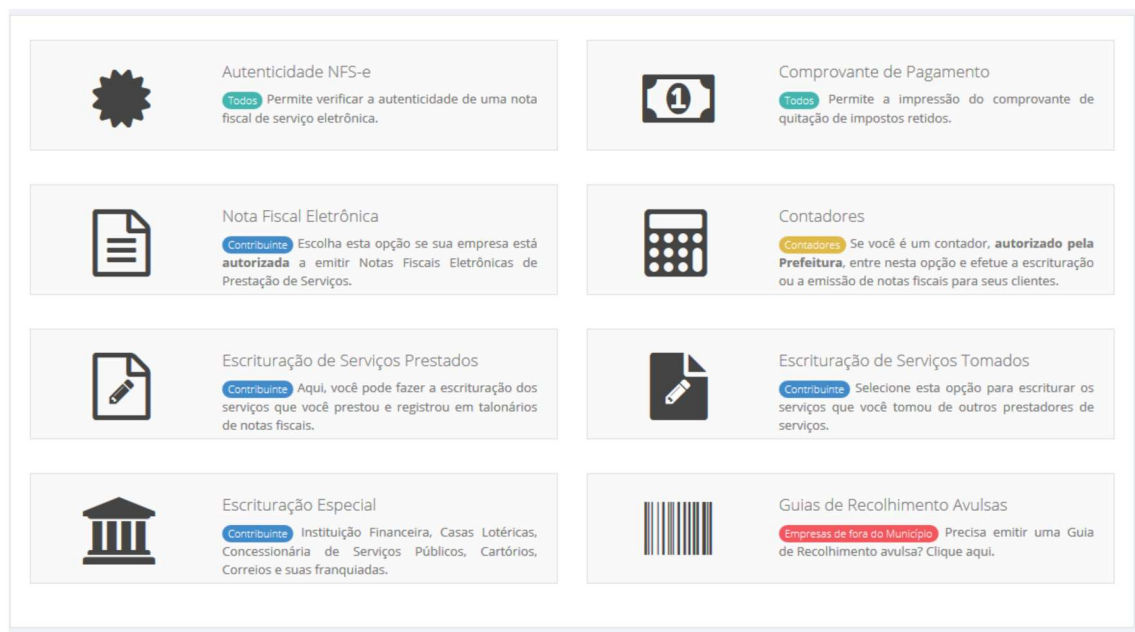 Autenticidade NFS-e
Todos Permite verificar a autenticidade de uma nota
fiscal de serviço eletrônica.
1
Comprovante de Pagamento
Todos Permite a impressão do comprovante de
quitação de impostos retidos.
Nota Fiscal Eletrônica
Contribuinte Escolha esta opção se sua empresa está
autorizada a emitir Notas Fiscais Eletrônicas de
Prestação de Serviços.
Contadores
Contadores Se você é um contador, autorizado pela
Prefeitura, entre nesta opção e efetue a escrituração
ou a emissão de notas fiscais para seus clientes.
Escrituração de Serviços Prestados
Contribuinte Aqui, você pode fazer a escrituração dos
serviços que você prestou e registrou em talonários
de notas fiscais.
Escrituração de Serviços Tomados
Contribuinte Selecione esta opção para escriturar os
serviços que você tomou de outros prestadores de
serviços.
Escrituração Especial
Contribuinte Instituição Financeira, Casas Lotéricas,
Concessionária de Serviços Públicos, Cartórios,
Correios e suas franquiadas.
Guias de Recolhimento Avulsas
Empresas de fora do Município Precisa emitir uma Guia
de Recolhimento avulsa? Clique aqui.